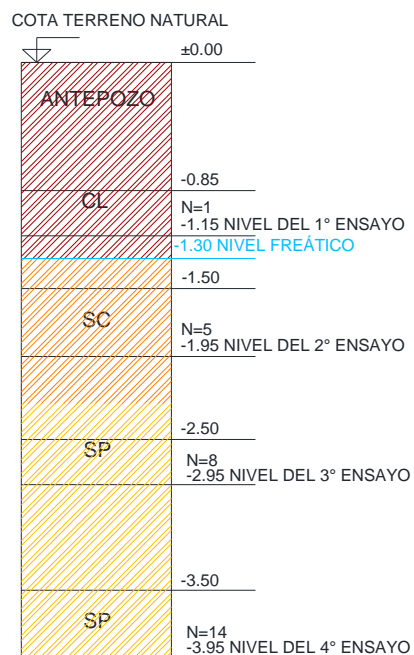 COTA TERRENO NATURAL
±0.00
ANTEPOZO
-0.85
CL
N=1
-1.15 NIVEL DEL 1° ENSAYO
-1.30 NIVEL FREÁTICO
-1.50
SC
N=5
-1.95 NIVEL DEL 2° ENSAYO
-2.50
SP
N=8
-2.95 NIVEL DEL 3° ENSAYO
-3.50
SP
N=14
-3.95 NIVEL DEL 4° ENSAYO